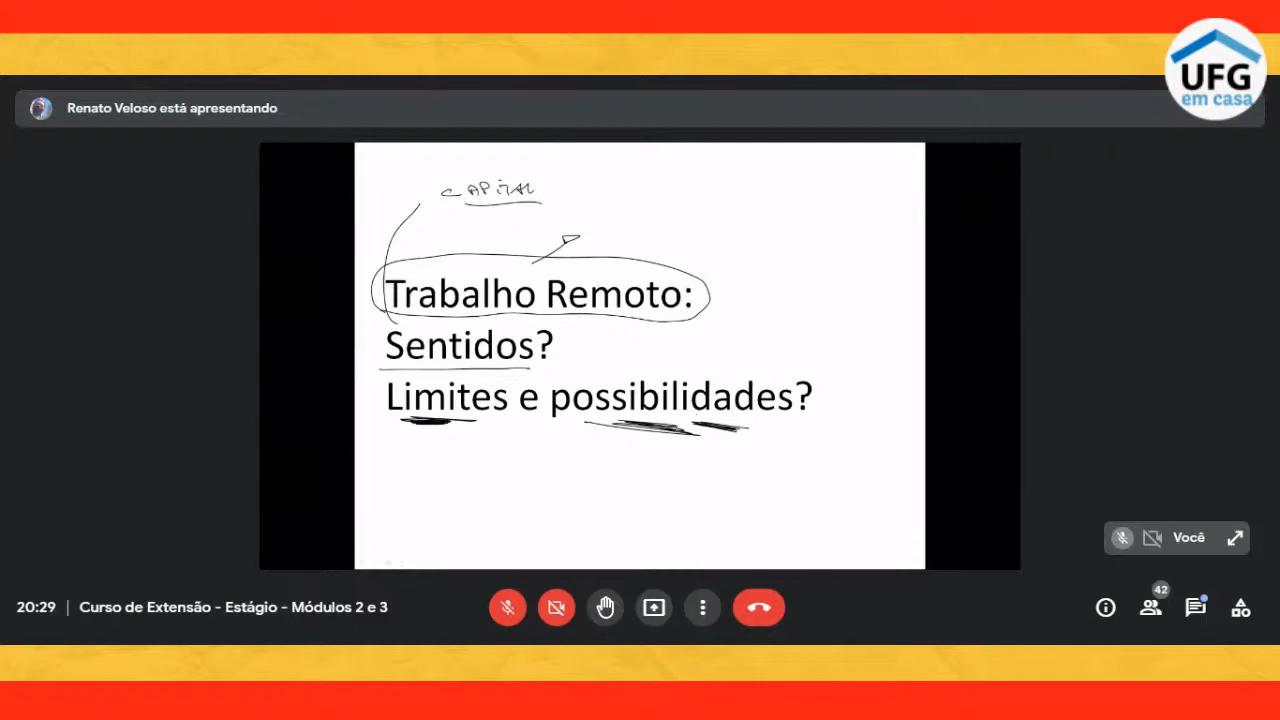 UFG
em casa
Renato Veloso está apresentando
CAPITAL
Trabalho Remoto:
Sentidos?
Limites e possibilidades?
Você
20:29 | Curso de Extensão - Estágio - Módulos 2 e 3
42